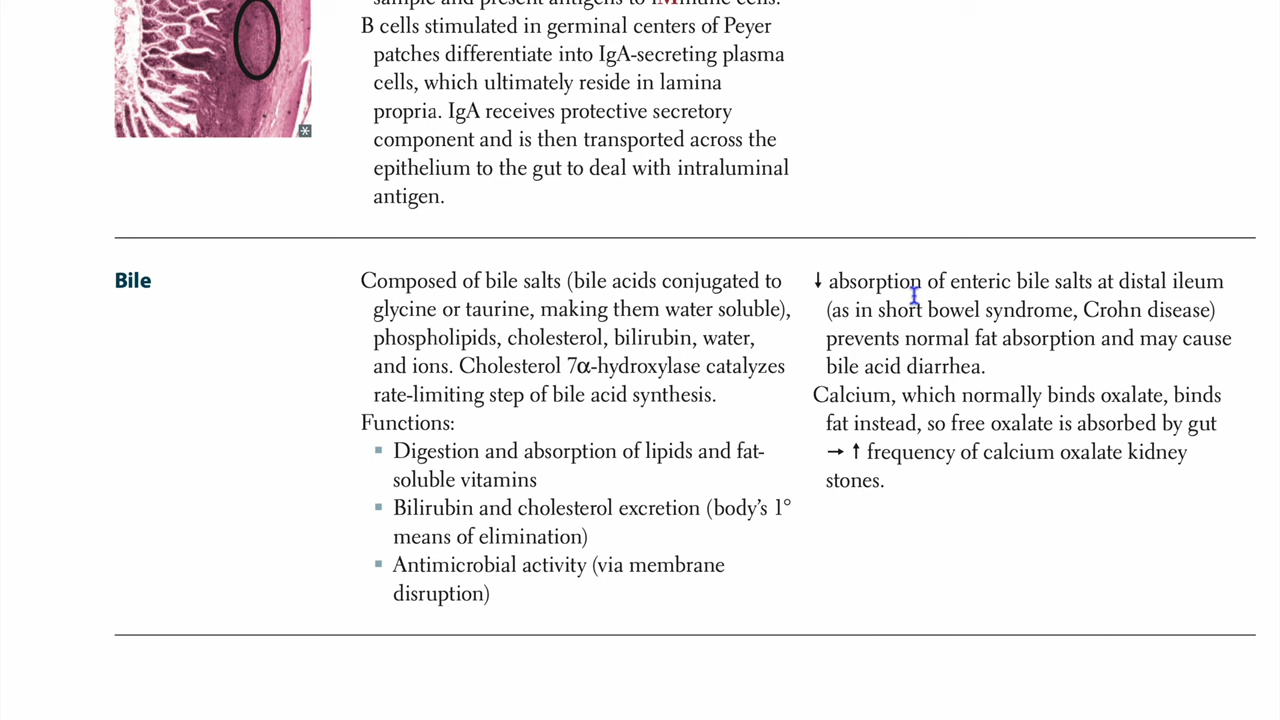 sample and present antigens to iMmune cells.
B cells stimulated in germinal centers of Peyer
patches differentiate into IgA-secreting plasma
cells, which ultimately reside in lamina
propria. IgA receives protective secretory
component and is then transported across the
epithelium to the gut to deal with intraluminal
antigen.
Bile
Composed of bile salts (bile acids conjugated to
glycine or taurine, making them water soluble),
phospholipids, cholesterol, bilirubin, water,
and ions. Cholesterol 7α-hydroxylase catalyzes
rate-limiting step of bile acid synthesis.
Functions:
▪ Digestion and absorption of lipids and fat-
soluble vitamins
▪ Bilirubin and cholesterol excretion (body's 1°
means of elimination)
▪ Antimicrobial activity (via membrane
disruption)
↓ absorption of enteric bile salts at distal ileum
(as in short bowel syndrome, Crohn disease)
prevents normal fat absorption and may cause
bile acid diarrhea.
Calcium, which normally binds oxalate, binds
fat instead, so free oxalate is absorbed by gut
→ ↑ frequency of calcium oxalate kidney
stones.